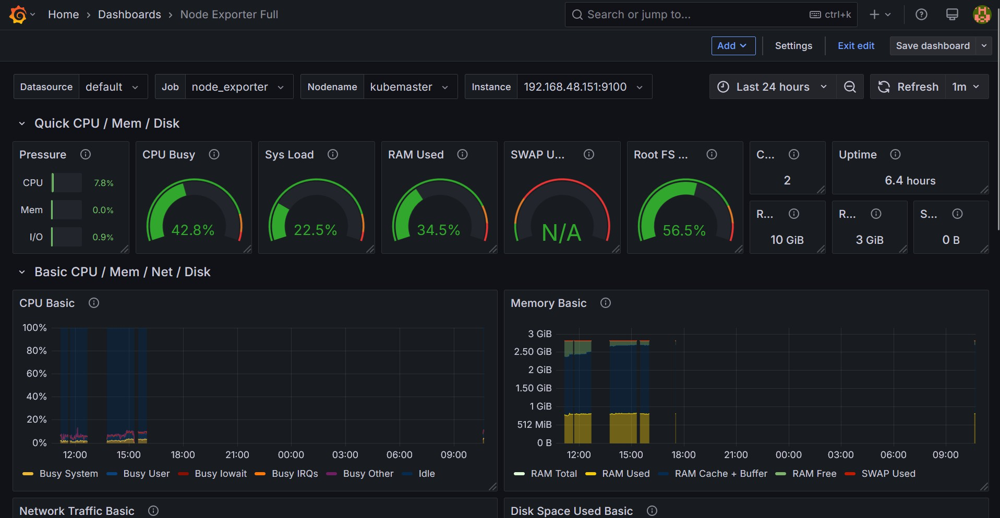 Home › Dashboards › Node Exporter Full
Search or jump to... ctrl+k
Add Settings Exit edit Save dashboard
Datasource default Job node_exporter Nodename kubemaster Instance 192.168.48.151:9100 Last 24 hours Refresh 1m
Quick CPU / Mem / Disk
Pressure
CPU 7.8%
Mem 0.0%
I/O 0.9%
CPU Busy
42.8%
Sys Load
22.5%
RAM Used
34.5%
SWAP U...
N/A
Root FS ...
56.5%
C...
2
Uptime
6.4 hours
R...
10 GiB
R...
3 GiB
S...
0 B
Basic CPU / Mem / Net / Disk
CPU Basic
100%
80%
60%
40%
20%
0%
12:00 15:00 18:00 21:00 00:00 03:00 06:00 09:00
Busy System Busy User Busy Iowait Busy IRQs Busy Other Idle
Memory Basic
3 GiB
2.50 GiB
2 GiB
1.50 GiB
1 GiB
512 MiB
0 B
12:00 15:00 18:00 21:00 00:00 03:00 06:00 09:00
RAM Total RAM Used RAM Cache + Buffer RAM Free SWAP Used
Network Traffic Basic
Disk Space Used Basic